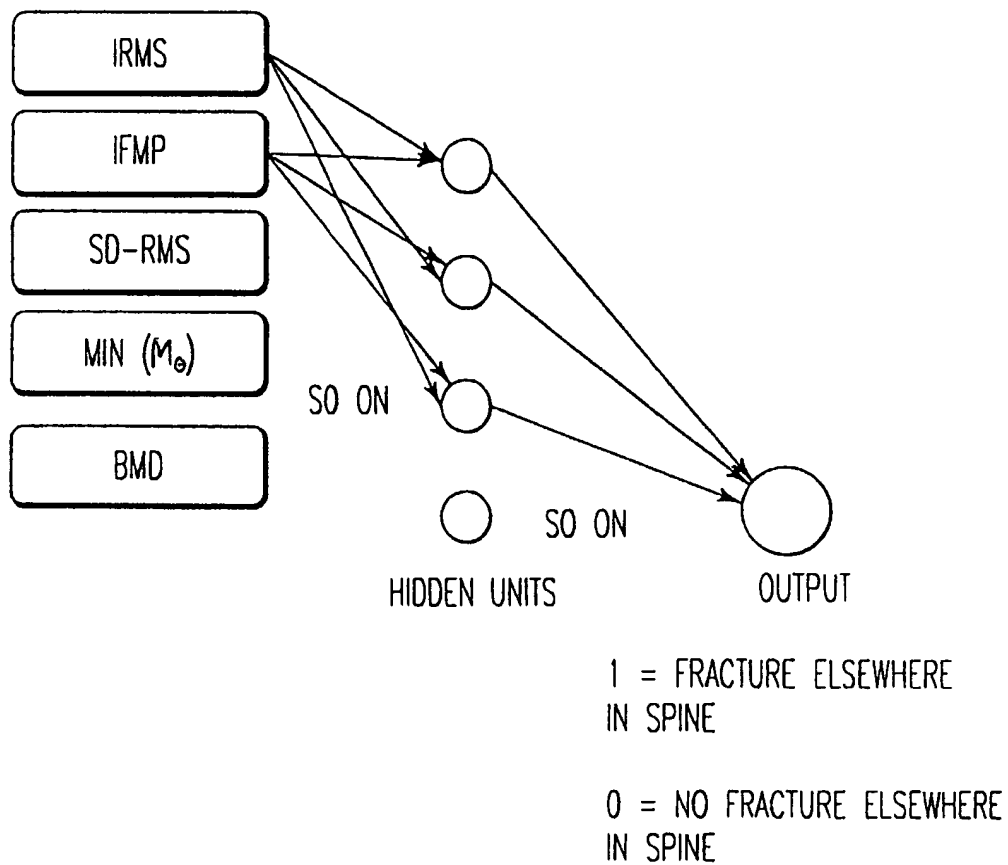 IRMS
IFMP
SD-RMS
MIN (Mθ)
BMD
SO ON
SO ON
HIDDEN UNITS
OUTPUT
1 = FRACTURE ELSEWHERE
IN SPINE
0 = NO FRACTURE ELSEWHERE
IN SPINE